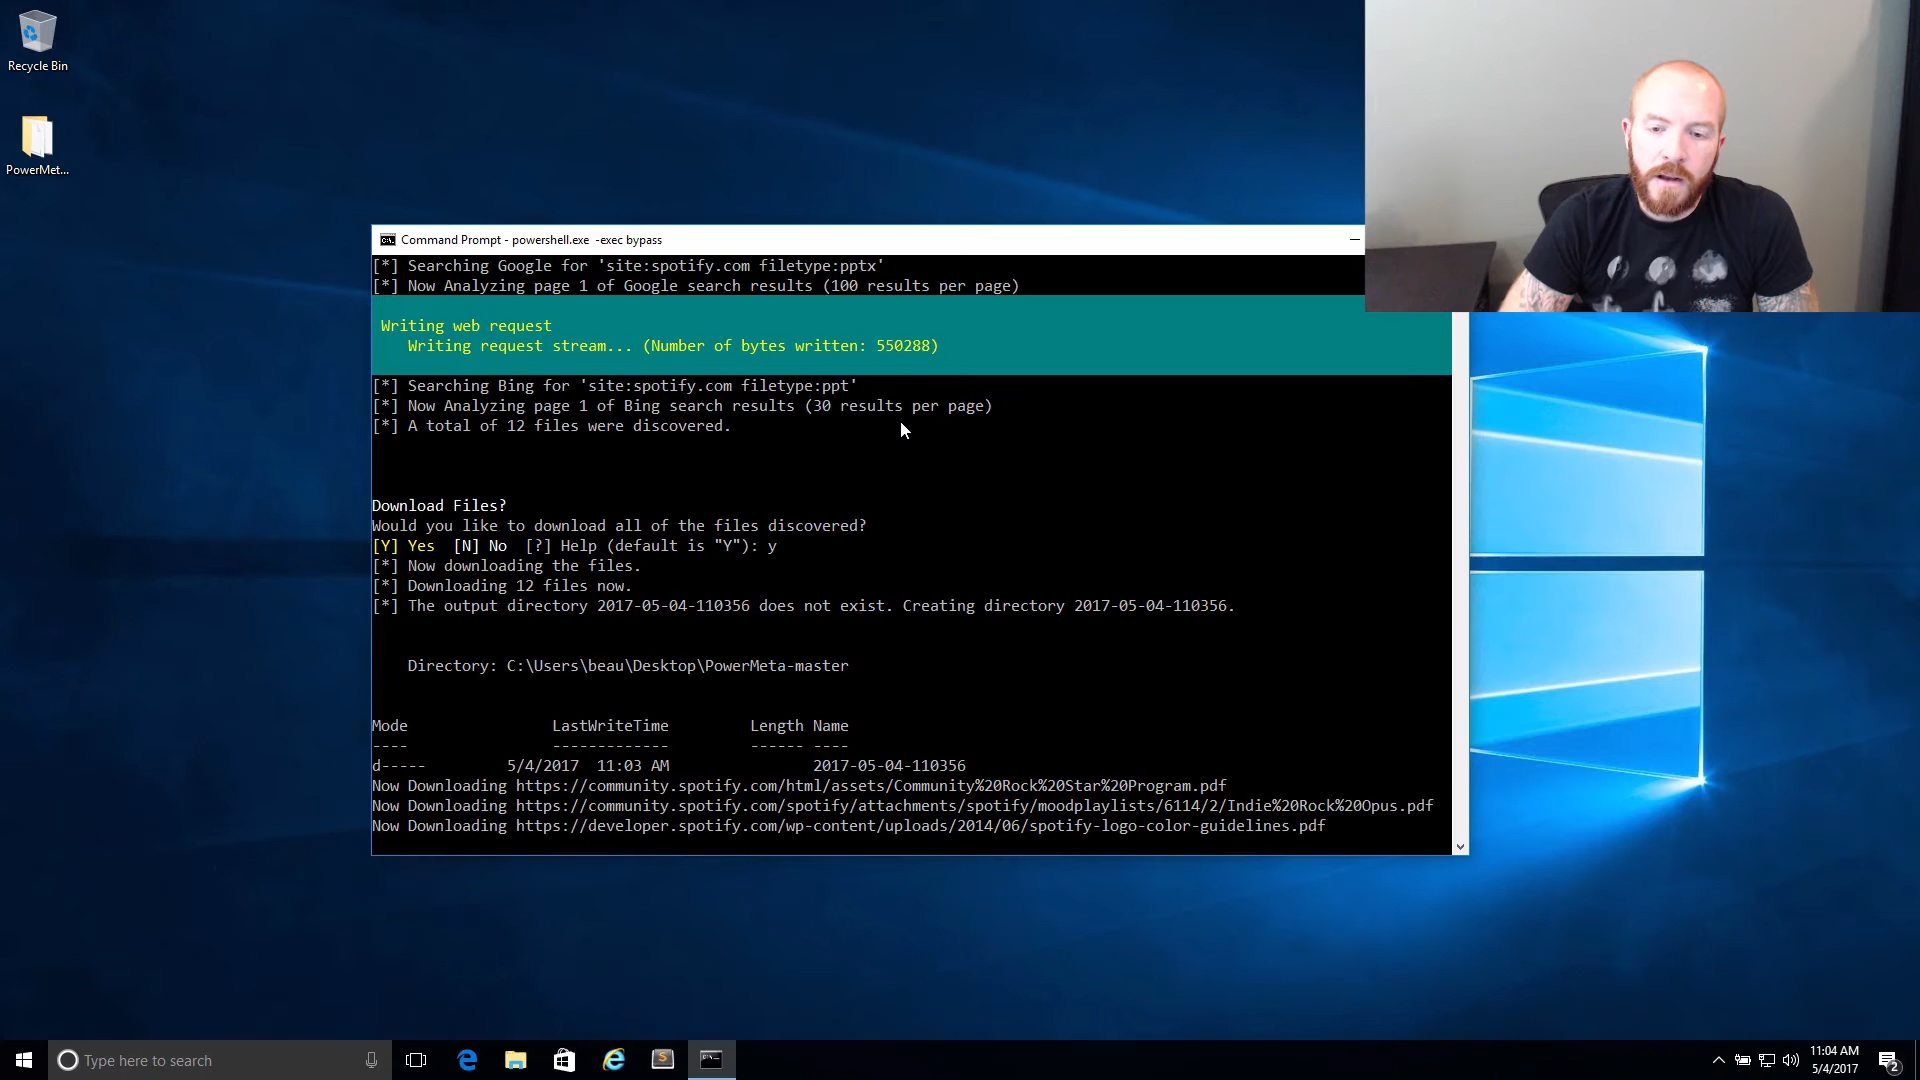 Recycle Bin
PowerMet...
Command Prompt - powershell.exe  -exec bypass
[*] Searching Google for 'site:spotify.com filetype:pptx'
[*] Now Analyzing page 1 of Google search results (100 results per page)
Writing web request
Writing request stream... (Number of bytes written: 550288)
[*] Searching Bing for 'site:spotify.com filetype:ppt'
[*] Now Analyzing page 1 of Bing search results (30 results per page)
[*] A total of 12 files were discovered.
Download Files?
Would you like to download all of the files discovered?
[Y] Yes  [N] No  [?] Help (default is "Y"): y
[*] Now downloading the files.
[*] Downloading 12 files now.
[*] The output directory 2017-05-04-110356 does not exist. Creating directory 2017-05-04-110356.
Directory: C:\Users\beau\Desktop\PowerMeta-master
Mode                LastWriteTime         Length Name
----                -------------         ------ ----
d-----         5/4/2017  11:03 AM                2017-05-04-110356
Now Downloading https://community.spotify.com/html/assets/Community%20Rock%20Star%20Program.pdf
Now Downloading https://community.spotify.com/spotify/attachments/spotify/moodplaylists/6114/2/Indie%20Rock%20Opus.pdf
Now Downloading https://developer.spotify.com/wp-content/uploads/2014/06/spotify-logo-color-guidelines.pdf
Type here to search
11:04 AM
5/4/2017
2